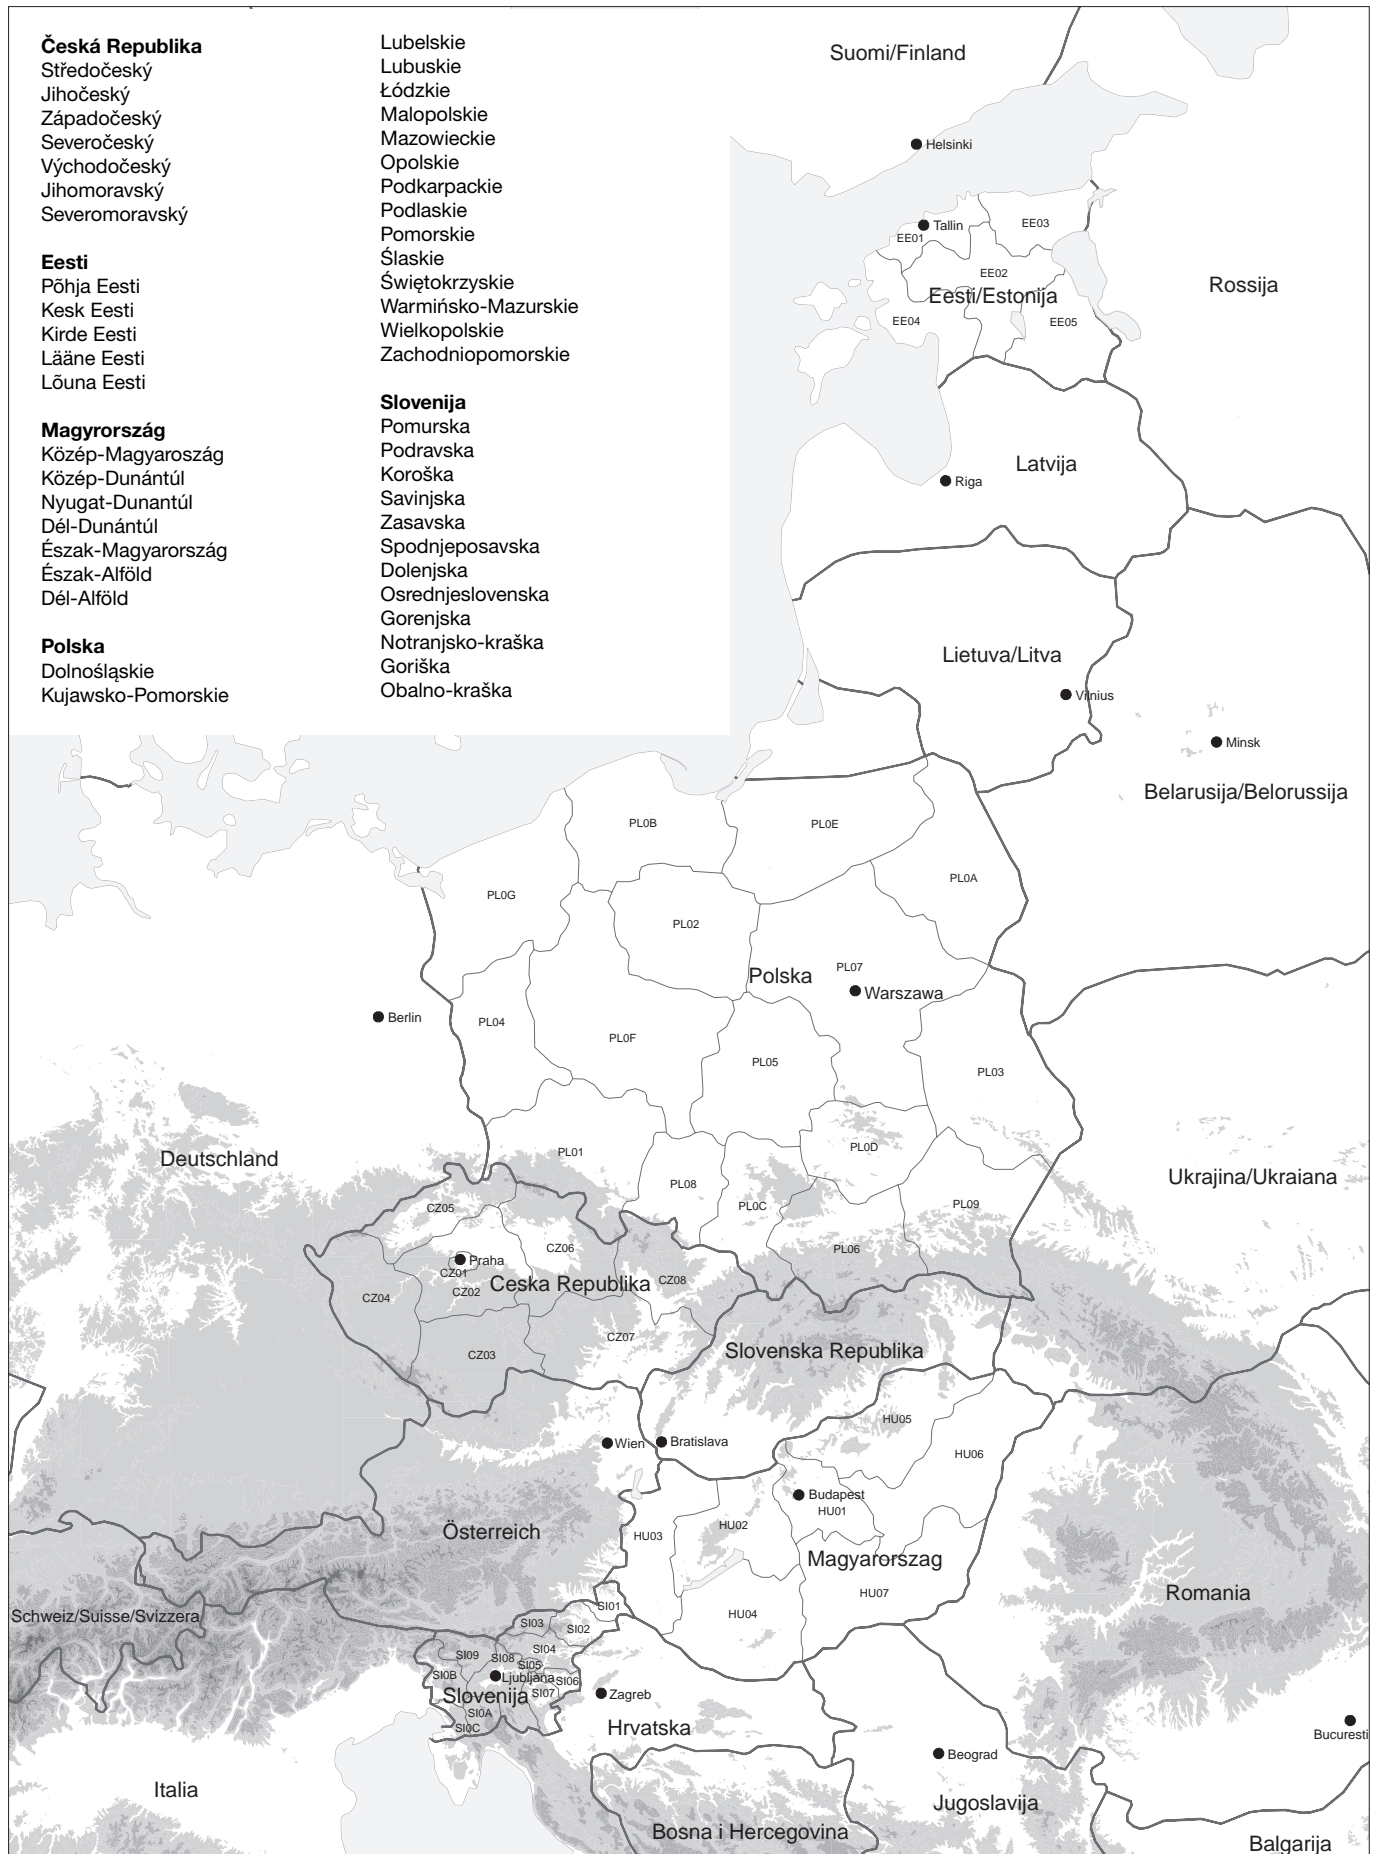 Česká Republika
Středočeský
Jihočeský
Západočeský
Severočeský
Východočeský
Jihomoravský
Severomoravský
Eesti
Põhja Eesti
Kesk Eesti
Kirde Eesti
Lääne Eesti
Lõuna Eesti
Magyrország
Közép-Magyaroszág
Közép-Dunántúl
Nyugat-Dunantúl
Dél-Dunántúl
Észak-Magyarország
Észak-Alföld
Dél-Alföld
Polska
Dolnośląskie
Kujawsko-Pomorskie
Lubelskie
Lubuskie
Łódzkie
Malopolskie
Mazowieckie
Opolskie
Podkarpackie
Podlaskie
Pomorskie
Ślaskie
Świętokrzyskie
Warmińsko-Mazurskie
Wielkopolskie
Zachodniopomorskie
Slovenija
Pomurska
Podravska
Koroška
Savinjska
Zasavska
Spodnjeposavska
Dolenjska
Osrednjeslovenska
Gorenjska
Notranjsko-kraška
Goriška
Obalno-kraška
Suomi/Finland
Helsinki
Tallin
EE01
EE03
EE02
Eesti/Estonija
EE04
EE05
Rossija
Latvija
Riga
Lietuva/Litva
Vilnius
Minsk
Belarusija/Belorussija
PL0B
PL0E
PL0A
PL0G
PL02
PL07
Polska
Warszawa
Berlin
PL04
PL0F
PL05
PL03
Deutschland
PL01
PL0D
PL08
PL0C
PL09
Ukrajina/Ukraiana
CZ05
CZ06
PL06
Praha
CZ01
Ceska Republika
CZ08
CZ04
CZ02
CZ07
CZ03
Slovenska Republika
HU05
Wien
Bratislava
HU06
Budapest
HU01
HU02
HU03
Österreich
Magyarorszag
HU07
Romania
HU04
Schweiz/Suisse/Svizzera
SI01
SI03
SI02
SI04
SI09
SI08
SI05
SI0B
Ljubljana
SI06
SI07
Slovenija
SI0A
SI0C
Zagreb
Hrvatska
Bucuresti
Beograd
Italia
Jugoslavija
Bosna i Hercegovina
Balgarija